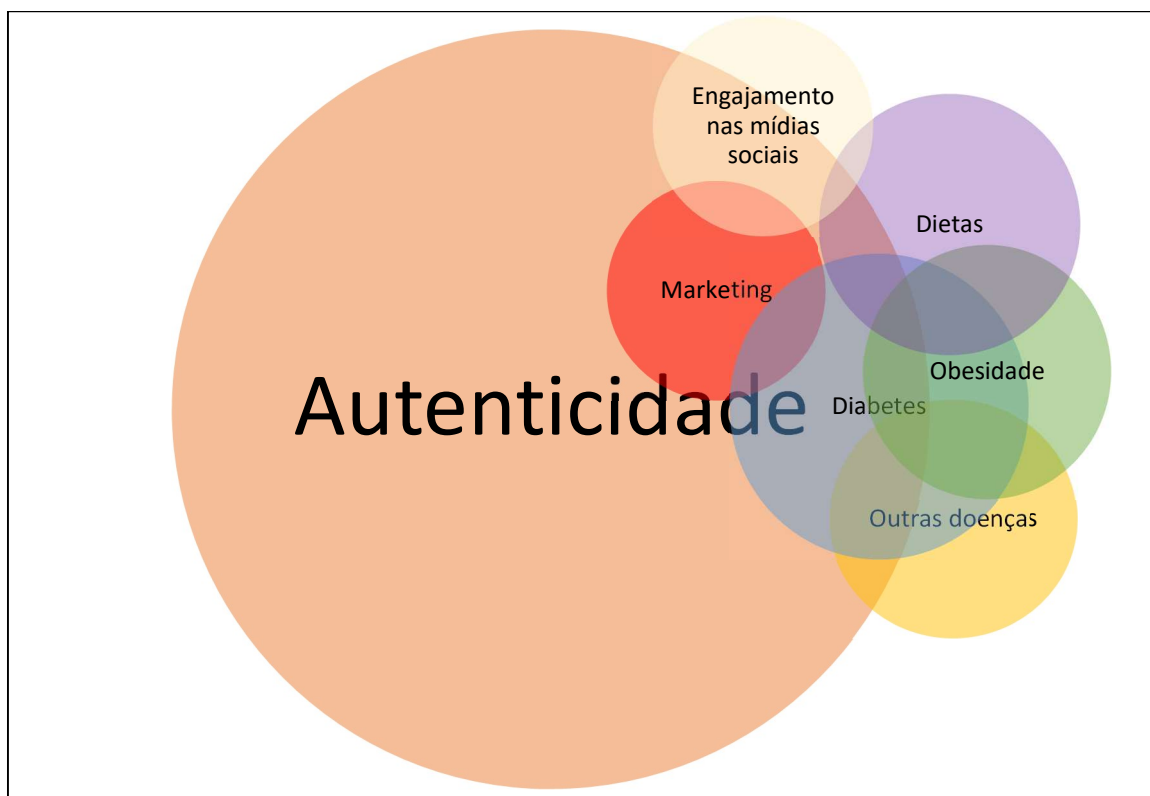 Engajamento
nas mídias
sociais
Dietas
Marketing
Obesidade
Autenticidade
Diabetes
Outras doenças